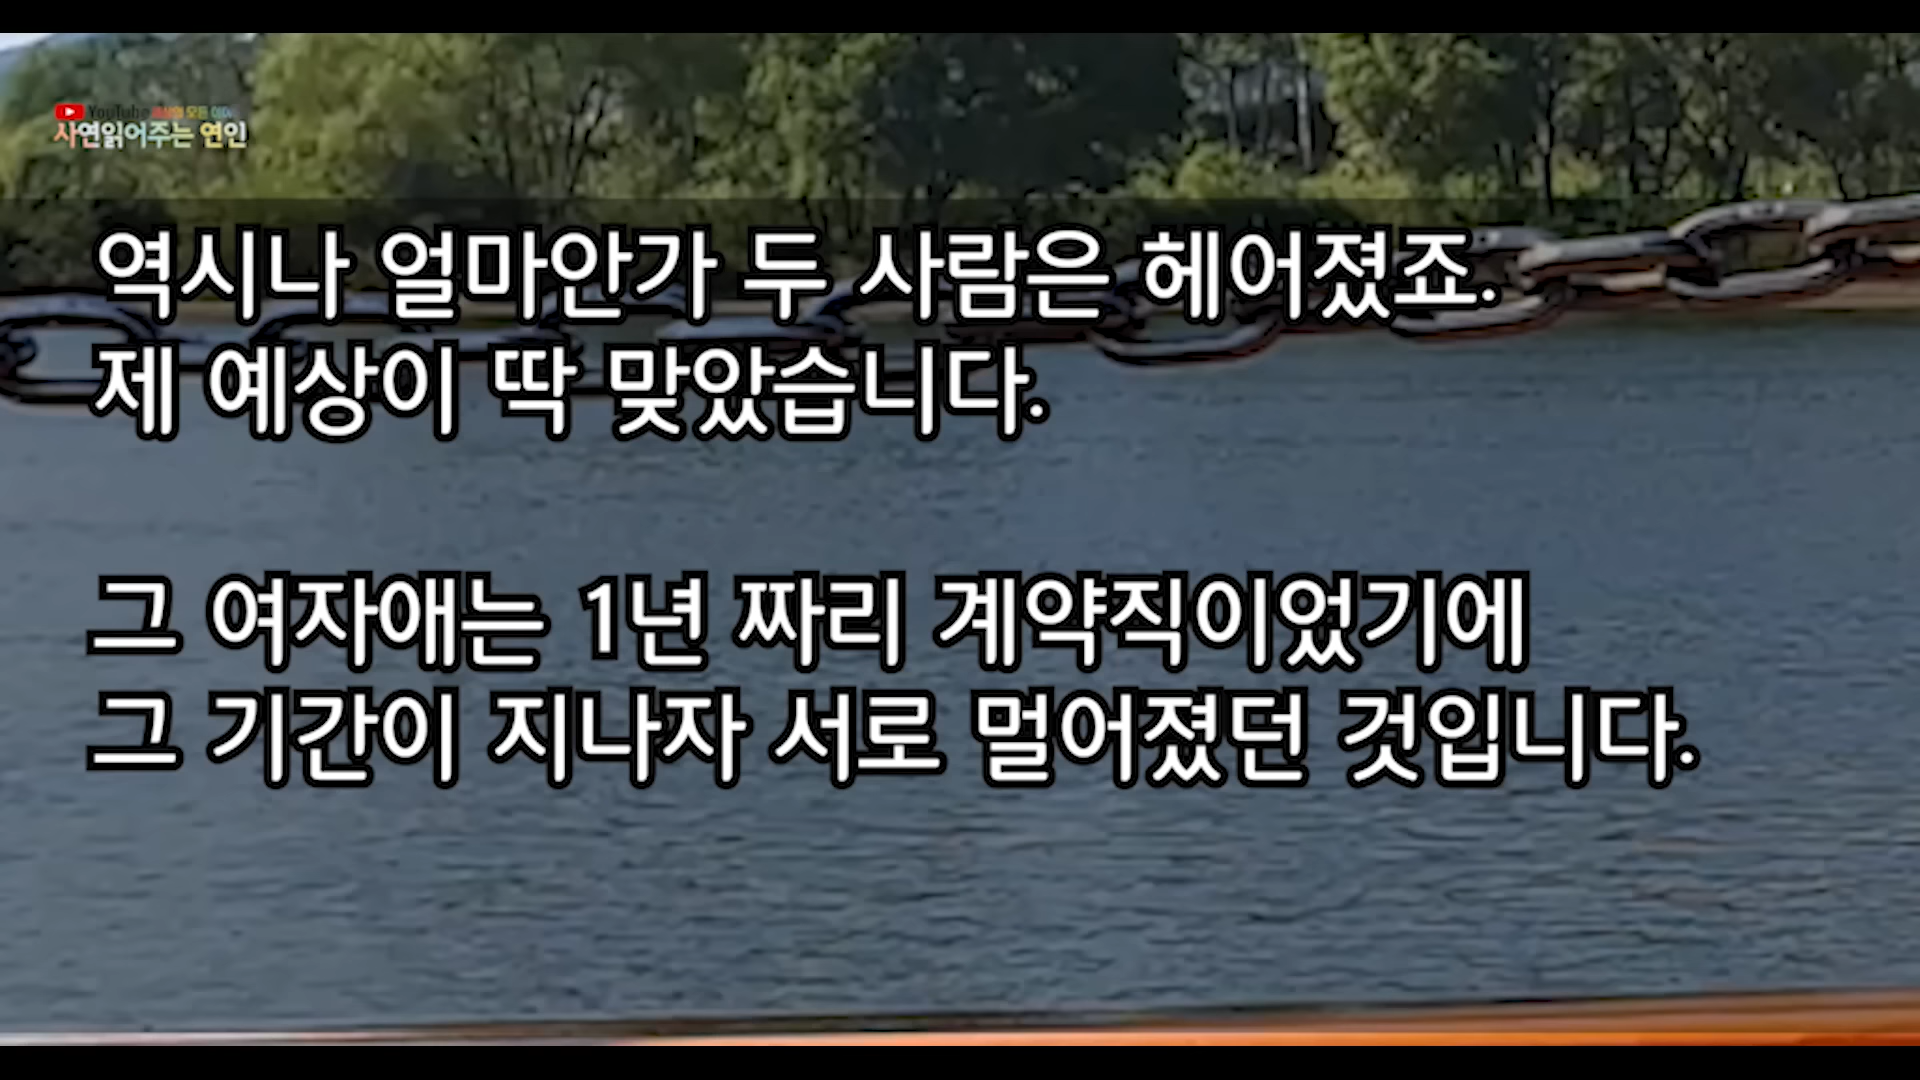 YouTube
사연읽어주는 연인
역시나 얼마안가 두 사람은 헤어졌죠.
제 예상이 딱 맞았습니다.
그 여자애는 1년 짜리 계약직이었기에
그 기간이 지나자 서로 멀어졌던 것입니다.